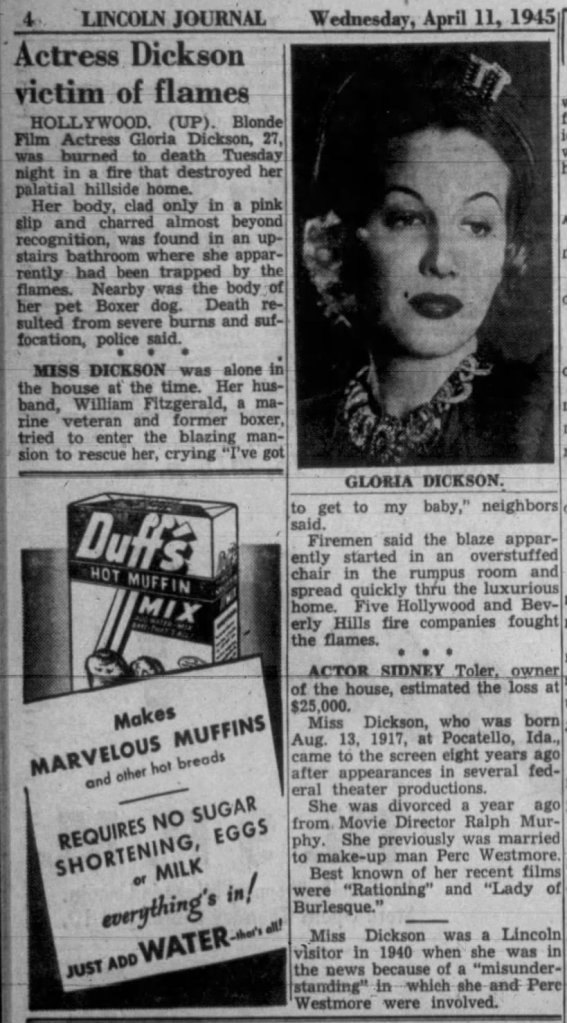 4 LINCOLN JOURNAL Wednesday, April 11, 1945
Actress Dickson
victim of flames
HOLLYWOOD. (UP). Blonde
Film Actress Gloria Dickson, 27,
was burned to death Tuesday
night in a fire that destroyed her
palatial hillside home.
Her body, clad only in a pink
slip and charred almost beyond
recognition, was found in an up-
stairs bathroom where she appar-
rently had been trapped by the
flames. Nearby was the body of
her pet Boxer dog. Death re-
sulted from severe burns and suf-
focation, police said.
* * *
MISS DICKSON was alone in
the house at the time. Her hus-
band, William Fitzgerald, a ma-
rine veteran and former boxer,
tried to enter the blazing man-
sion to rescue her, crying "I've got
GLORIA DICKSON.
to get to my baby," neighbors
said.
Firemen said the blaze appar-
ently started in an overstuffed
chair in the rumpus room and
spread quickly thru the luxurious
home. Five Hollywood and Bev-
erly Hills fire companies fought
the flames.
* * *
ACTOR SIDNEY Toler, owner
of the house, estimated the loss at
$25,000.
Miss Dickson, who was born
Aug. 13, 1917, at Pocatello, Ida.,
came to the screen eight years ago
after appearances in several fed-
eral theater productions.
She was divorced a year ago
from Movie Director Ralph Mur-
phy. She previously was married
to make-up man Perc Westmore.
Best known of her recent films
were "Rationing" and "Lady of
Burlesque."
Miss Dickson was a Lincoln
visitor in 1940 when she was in
the news because of a "misunder-
standing" in which she and Perc
Westmore were involved.
Duff's
HOT MUFFIN
MIX
Makes
MARVELOUS MUFFINS
and other hot breads
REQUIRES NO SUGAR
SHORTENING, EGGS
or MILK
everything's in!
JUST ADD WATER-that's all!